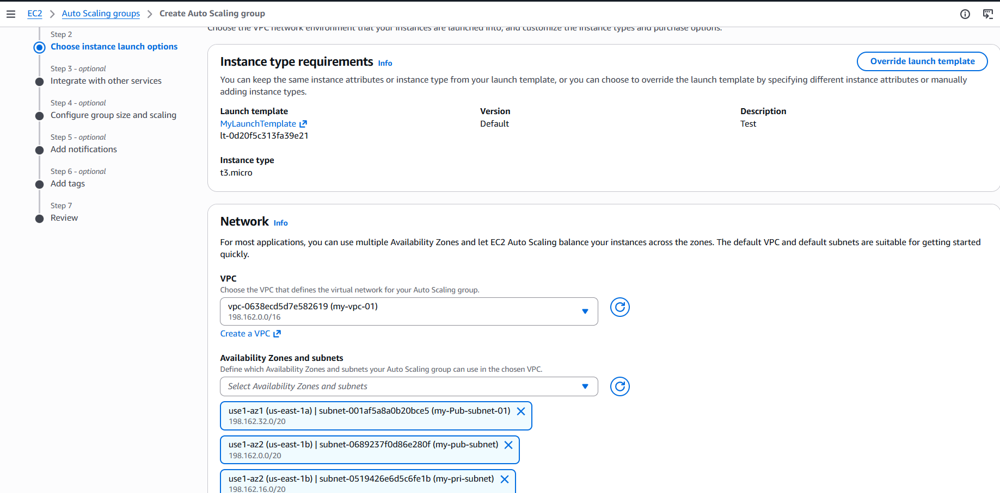 EC2 > Auto Scaling groups > Create Auto Scaling group
Step 2
Choose instance launch options
Step 3 - optional
Integrate with other services
Step 4 - optional
Configure group size and scaling
Step 5 - optional
Add notifications
Step 6 - optional
Add tags
Step 7
Review
Choose the VPC network environment that your instances are launched into, and customize the instance types and purchase options.
Instance type requirements Info
Override launch template
You can keep the same instance attributes or instance type from your launch template, or you can choose to override the launch template by specifying different instance attributes or manually
adding instance types.
Launch template
MyLaunchTemplate
lt-0d20f5c313fa39e21
Version
Default
Description
Test
Instance type
t3.micro
Network Info
For most applications, you can use multiple Availability Zones and let EC2 Auto Scaling balance your instances across the zones. The default VPC and default subnets are suitable for getting started
quickly.
VPC
Choose the VPC that defines the virtual network for your Auto Scaling group.
vpc-0638ecd5d7e582619 (my-vpc-01)
198.162.0.0/16
Create a VPC
Availability Zones and subnets
Define which Availability Zones and subnets your Auto Scaling group can use in the chosen VPC.
Select Availability Zones and subnets
use1-az1 (us-east-1a) | subnet-001af5a8a0b20bce5 (my-Pub-subnet-01)
198.162.32.0/20
use1-az2 (us-east-1b) | subnet-0689237f0d86e280f (my-pub-subnet)
198.162.0.0/20
use1-az2 (us-east-1b) | subnet-0519426e6d5c6fe1b (my-pri-subnet)
198.162.16.0/20